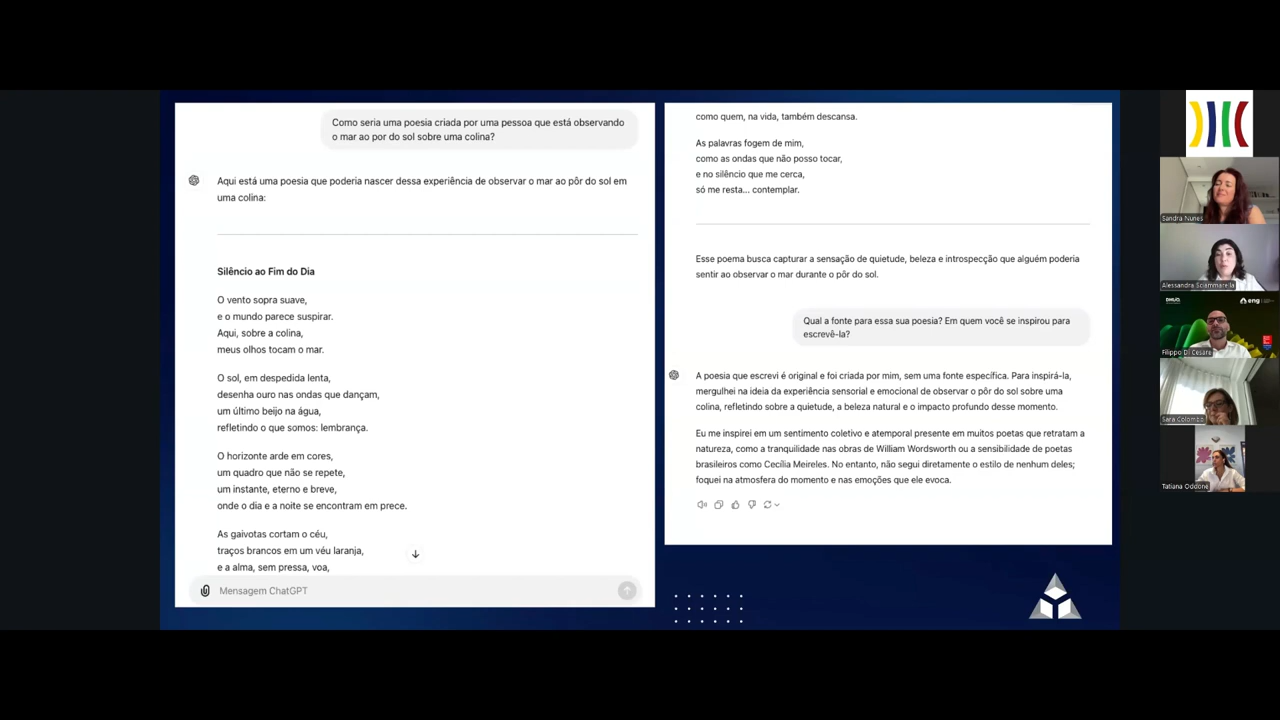 Como seria uma poesia criada por uma pessoa que está observando
o mar ao por do sol sobre uma colina?
Aqui está uma poesia que poderia nascer dessa experiência de observar o mar ao pôr do sol em
uma colina:
Silêncio ao Fim do Dia
O vento sopra suave,
e o mundo parece suspirar.
Aqui, sobre a colina,
meus olhos tocam o mar.
O sol, em despedida lenta,
desenha ouro nas ondas que dançam,
um último beijo na água,
refletindo o que somos: lembrança.
O horizonte arde em cores,
um quadro que não se repete,
um instante, eterno e breve,
onde o dia e a noite se encontram em prece.
As gaivotas cortam o céu,
traços brancos em um véu laranja,
e a alma, sem pressa, voa,
Mensagem ChatGPT
como quem, na vida, também descansa.
As palavras fogem de mim,
como as ondas que não posso tocar,
e no silêncio que me cerca,
só me resta... contemplar.
Esse poema busca capturar a sensação de quietude, beleza e introspecção que alguém poderia
sentir ao observar o mar durante o pôr do sol.
Qual a fonte para essa sua poesia? Em quem você se inspirou para
escrevê-la?
A poesia que escrevi é original e foi criada por mim, sem uma fonte específica. Para inspirá-la,
mergulhei na ideia da experiência sensorial e emocional de observar o pôr do sol sobre uma
colina, refletindo sobre a quietude, a beleza natural e o impacto profundo desse momento.
Eu me inspirei em um sentimento coletivo e atemporal presente em muitos poetas que retratam a
natureza, como a tranquilidade nas obras de William Wordsworth ou a sensibilidade de poetas
brasileiros como Cecília Meireles. No entanto, não segui diretamente o estilo de nenhum deles;
foquei na atmosfera do momento e nas emoções que ele evoca.
Sandra Nunes
Alessandra Sciammarella
eng
Filippo Di Cesare
Sara Colombo
Tatiana Oddone